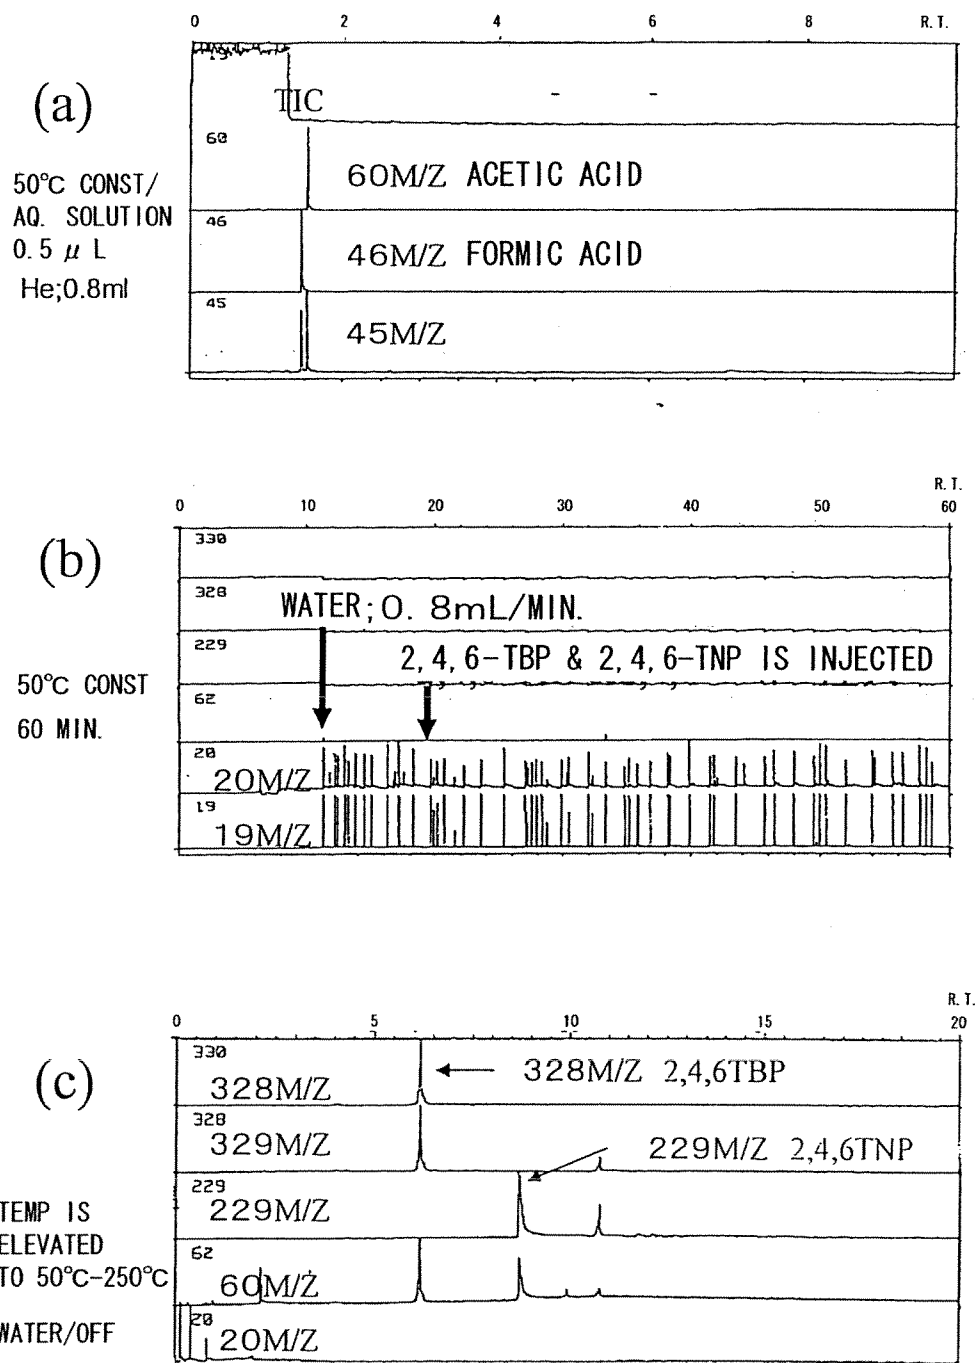 0 2 4 6 8 R.T.
(a)
19
TIC
60
60M/Z ACETIC ACID
50℃ CONST/
AQ. SOLUTION
0.5 μ L
He;0.8ml
46
46M/Z FORMIC ACID
45
45M/Z
R.T.
0 10 20 30 40 50 60
(b)
330
328
WATER;0. 8mL/MIN.
229
2,4,6-TBP & 2,4,6-TNP IS INJECTED
50℃ CONST
60 MIN.
62
20
20M/Z
19
19M/Z
R.T.
0 5 10 15 20
(c)
330
328M/Z
328M/Z 2,4,6TBP
328
329M/Z
229M/Z 2,4,6TNP
229
229M/Z
TEMP IS
ELEVATED
TO 50℃-250℃
62
60M/Z
WATER/OFF
20
20M/Z